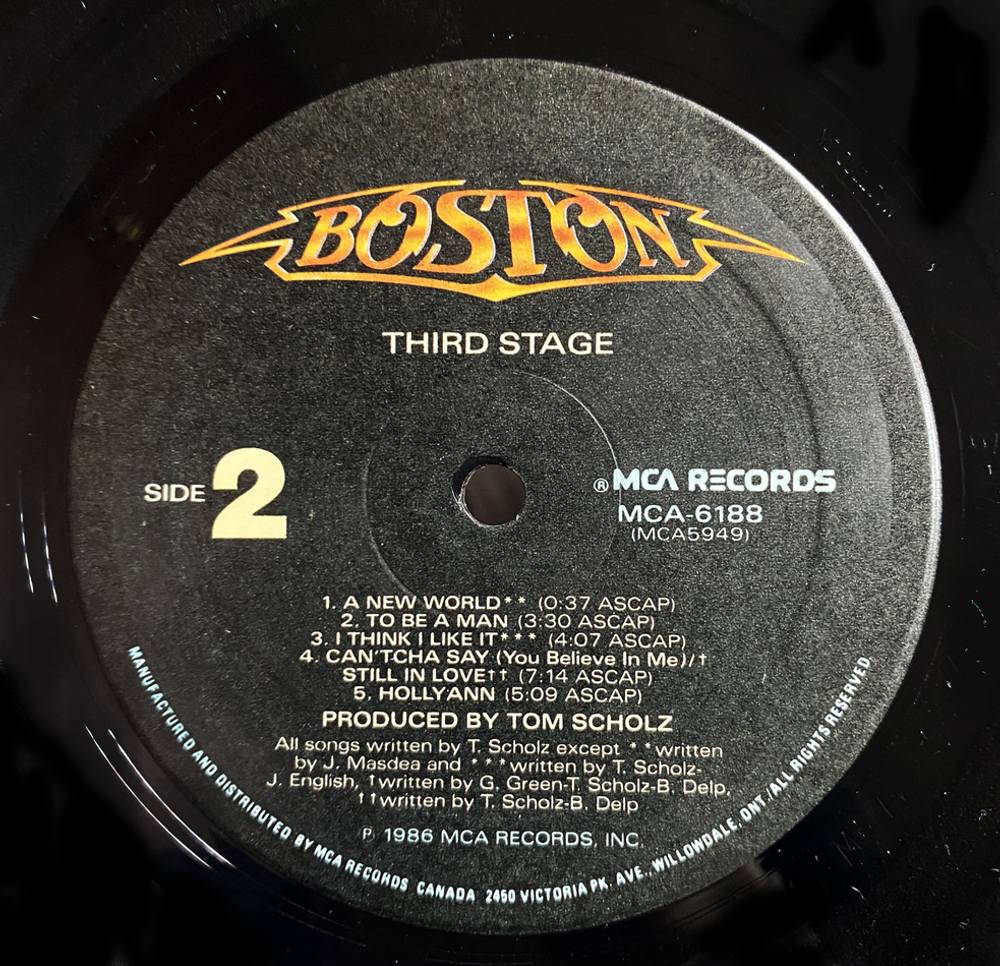 BOSTON
THIRD STAGE
SIDE 2
® MCA RECORDS
MCA-6188
(MCA5949)
1. A NEW WORLD** (0:37 ASCAP)
2. TO BE A MAN (3:30 ASCAP)
3. I THINK I LIKE IT*** (4:07 ASCAP)
4. CAN'TCHA SAY (You Believe In Me)/†
STILL IN LOVE†† (7:14 ASCAP)
5. HOLLYANN (5:09 ASCAP)
PRODUCED BY TOM SCHOLZ
All songs written by T. Scholz except **written
by J. Masdea and ***written by T. Scholz-
J. English, †written by G. Green-T. Scholz-B. Delp,
††written by T. Scholz-B. Delp
℗ 1986 MCA RECORDS, INC.
MANUFACTURED AND DISTRIBUTED BY MCA RECORDS CANADA 2450 VICTORIA PK. AVE., WILLOWDALE, ONT./ALL RIGHTS RESERVED.